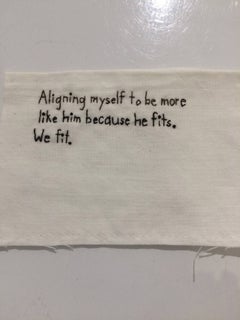 Aligning myself to be more
like him because he fits.
We fit.